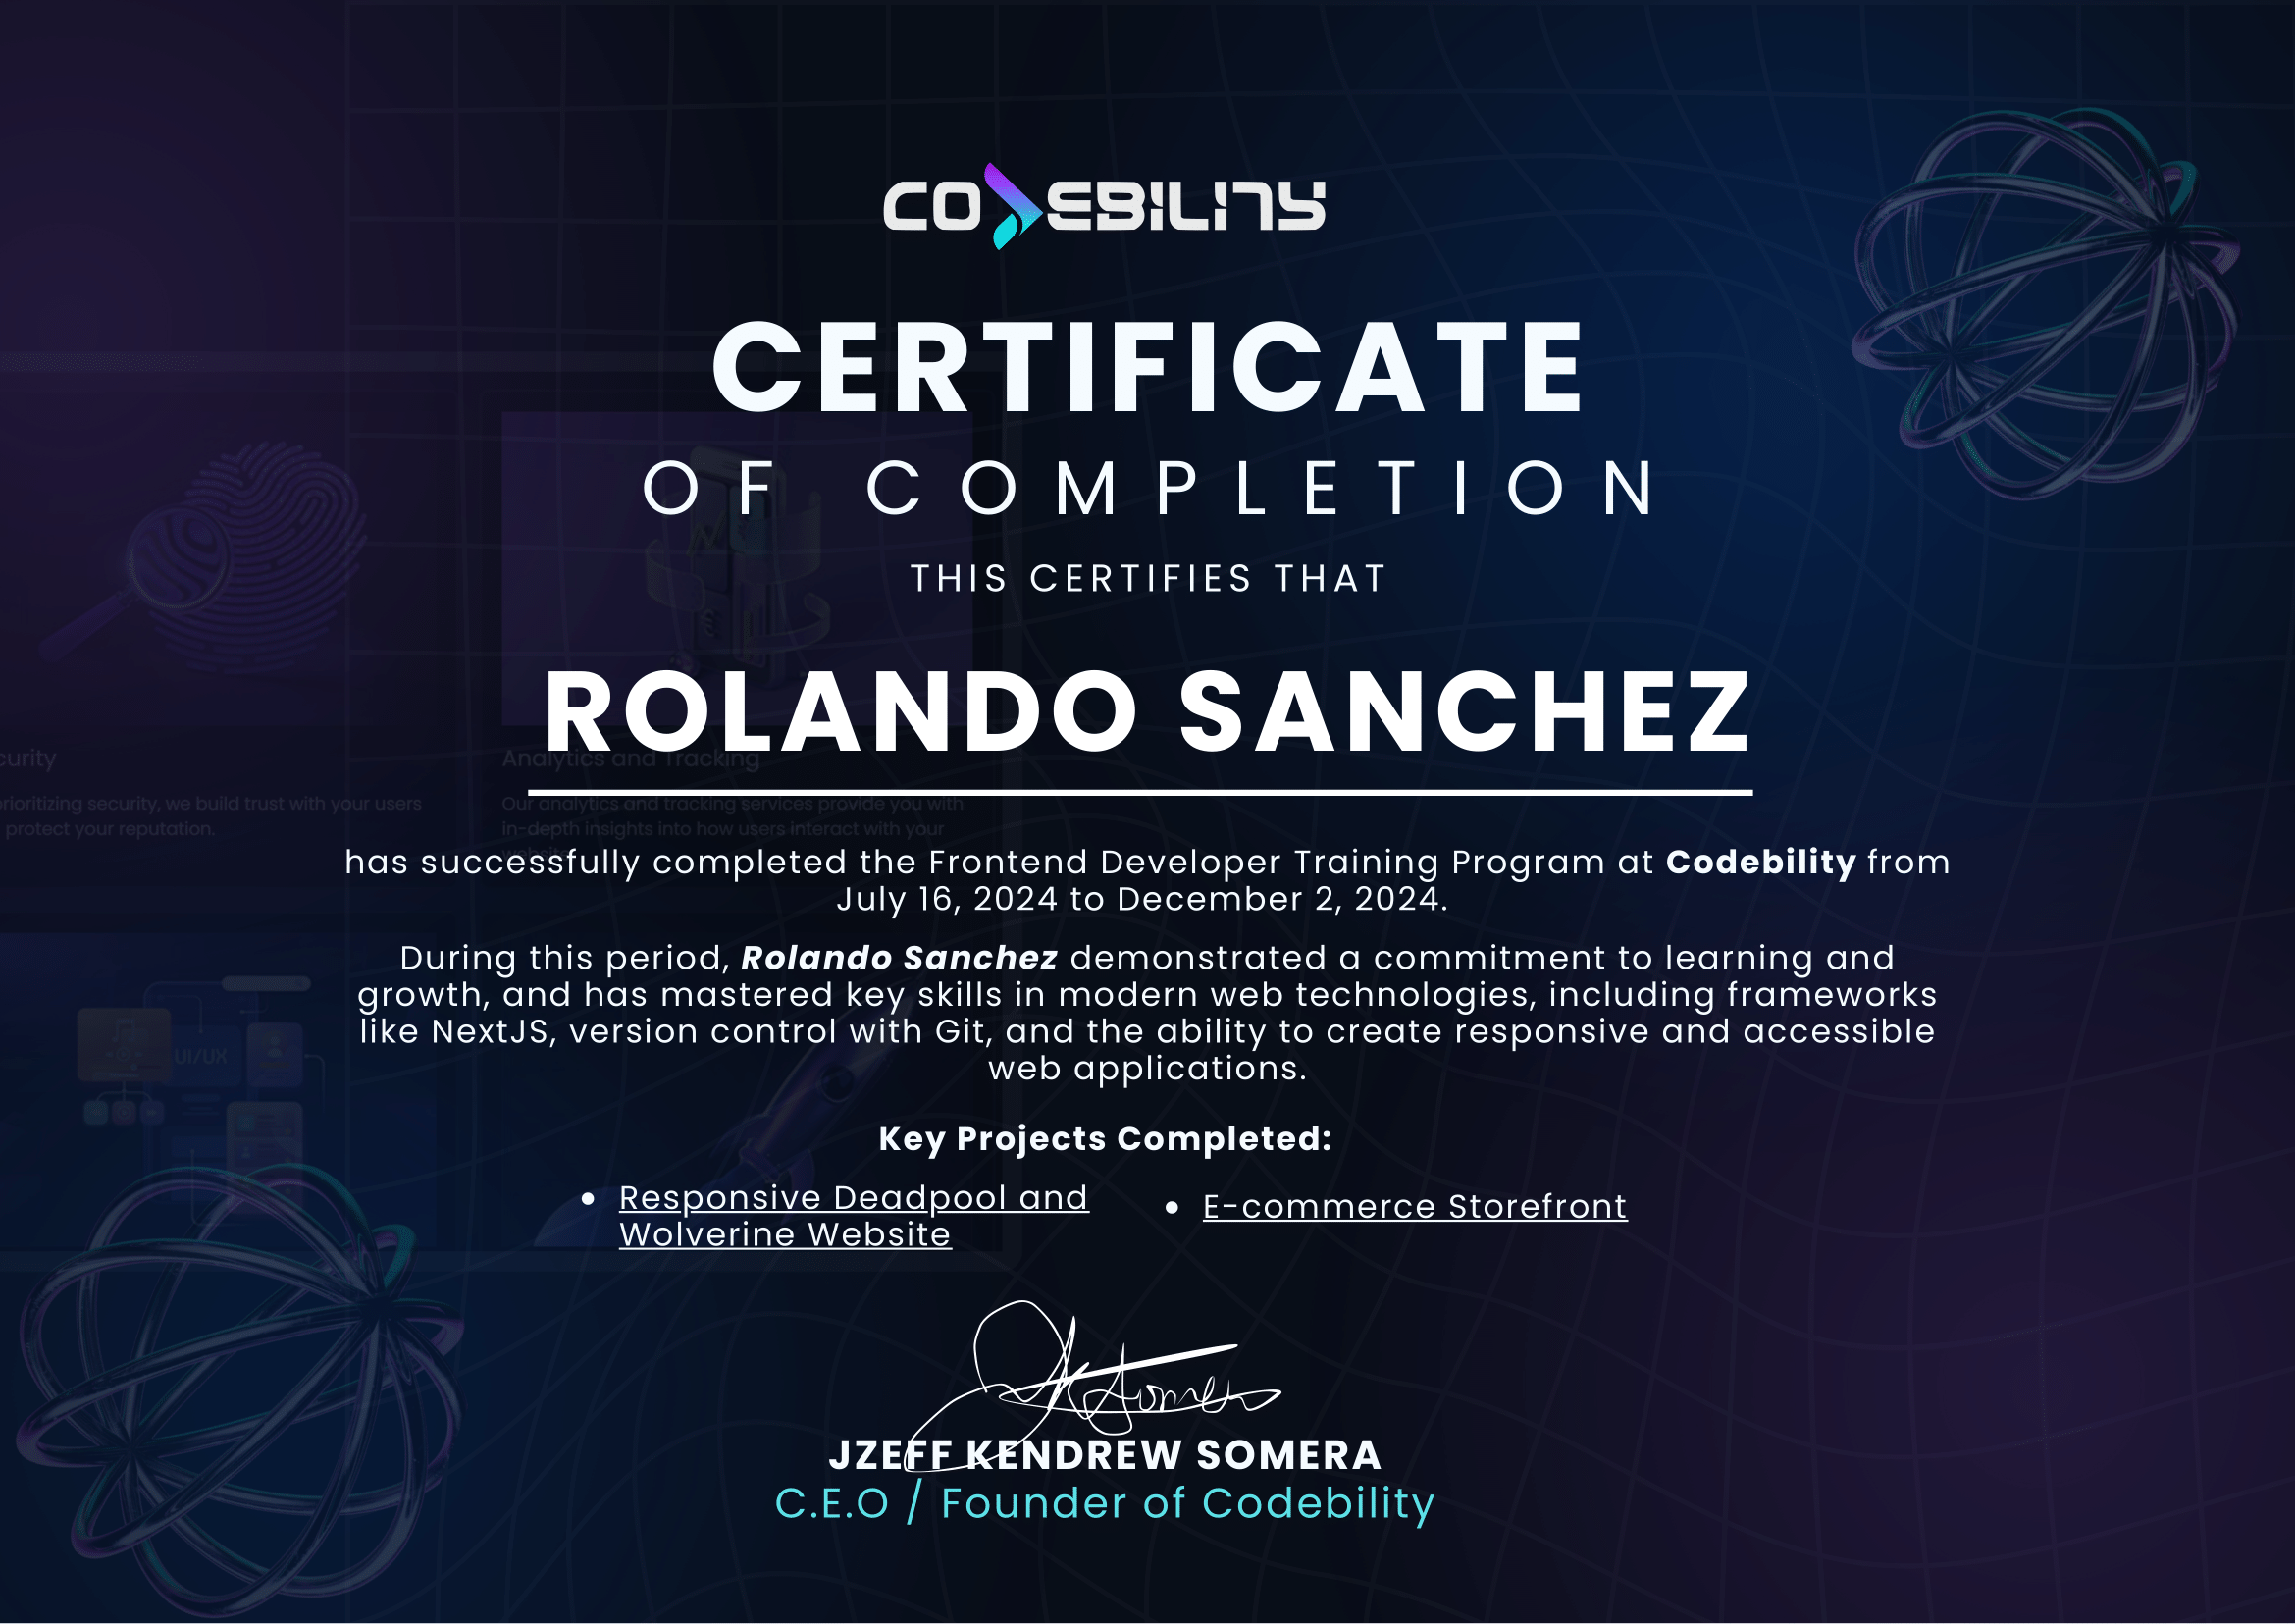 CODEBILITY
CERTIFICATE
OF COMPLETION
THIS CERTIFIES THAT
ROLANDO SANCHEZ
curity
Analytics and Tracking
rioritizing security, we build trust with your users
protect your reputation.
Our analytics and tracking services provide you with
in-depth insights into how users interact with your
website
has successfully completed the Frontend Developer Training Program at Codebility from
July 16, 2024 to December 2, 2024.
During this period, Rolando Sanchez demonstrated a commitment to learning and
growth, and has mastered key skills in modern web technologies, including frameworks
like NextJS, version control with Git, and the ability to create responsive and accessible
web applications.
UI/UX
Key Projects Completed:
• Responsive Deadpool and
Wolverine Website
• E-commerce Storefront
JZEFF KENDREW SOMERA
C.E.O / Founder of Codebility